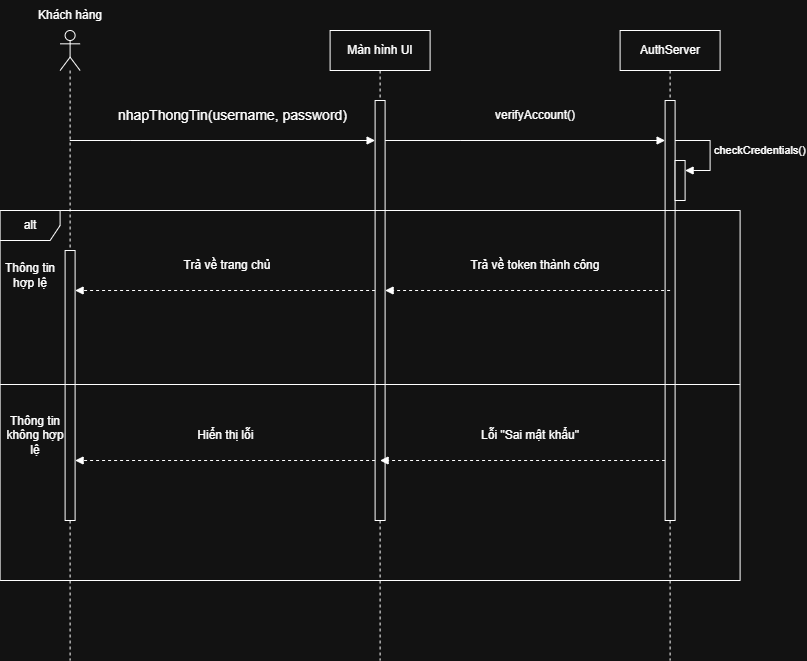 Khách hàng
Màn hình UI
AuthServer
nhapThongTin(username, password)
verifyAccount()
checkCredentials()
alt
Thông tin
hợp lệ
Trả về trang chủ
Trả về token thành công
Thông tin
không hợp
lệ
Hiển thị lỗi
Lỗi "Sai mật khẩu"